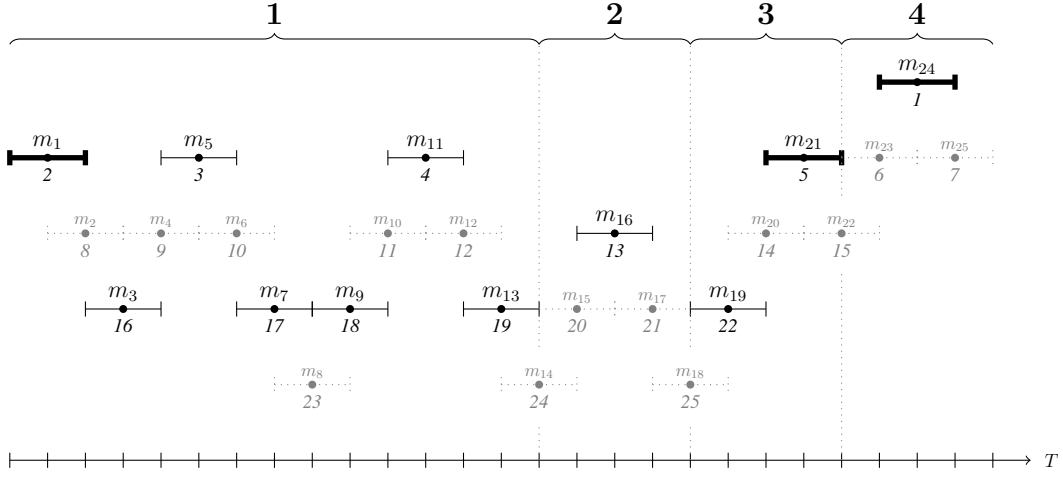 1 2 3 4
m₂₄
1
m₁ m₅ m₁₁ m₂₁ m₂₃ m₂₅
2 3 4 5 6 7
m₂ m₄ m₆ m₁₀ m₁₂ m₁₆ m₂₀ m₂₂
8 9 10 11 12 13 14 15
m₃ m₇ m₉ m₁₃ m₁₅ m₁₇ m₁₉
16 17 18 19 20 21 22
m₈ m₁₄ m₁₈
23 24 25
T